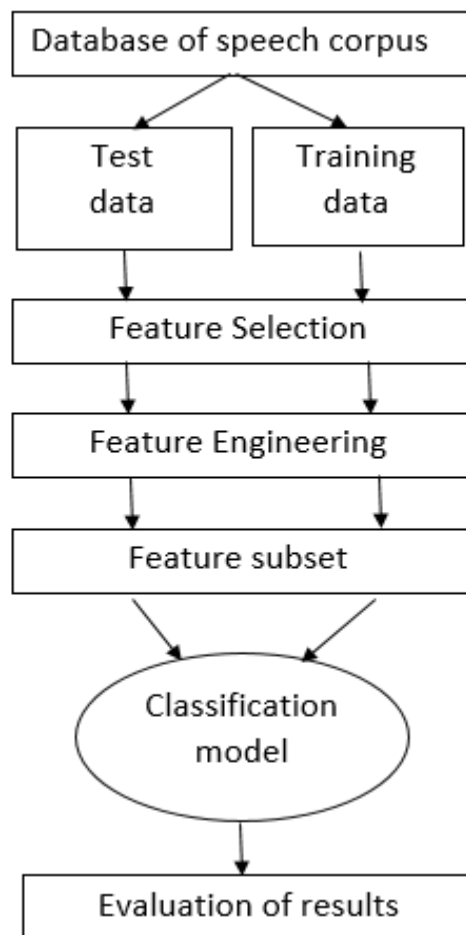 Database of speech corpus
Test
data
Training
data
Feature Selection
Feature Engineering
Feature subset
Classification
model
Evaluation of results